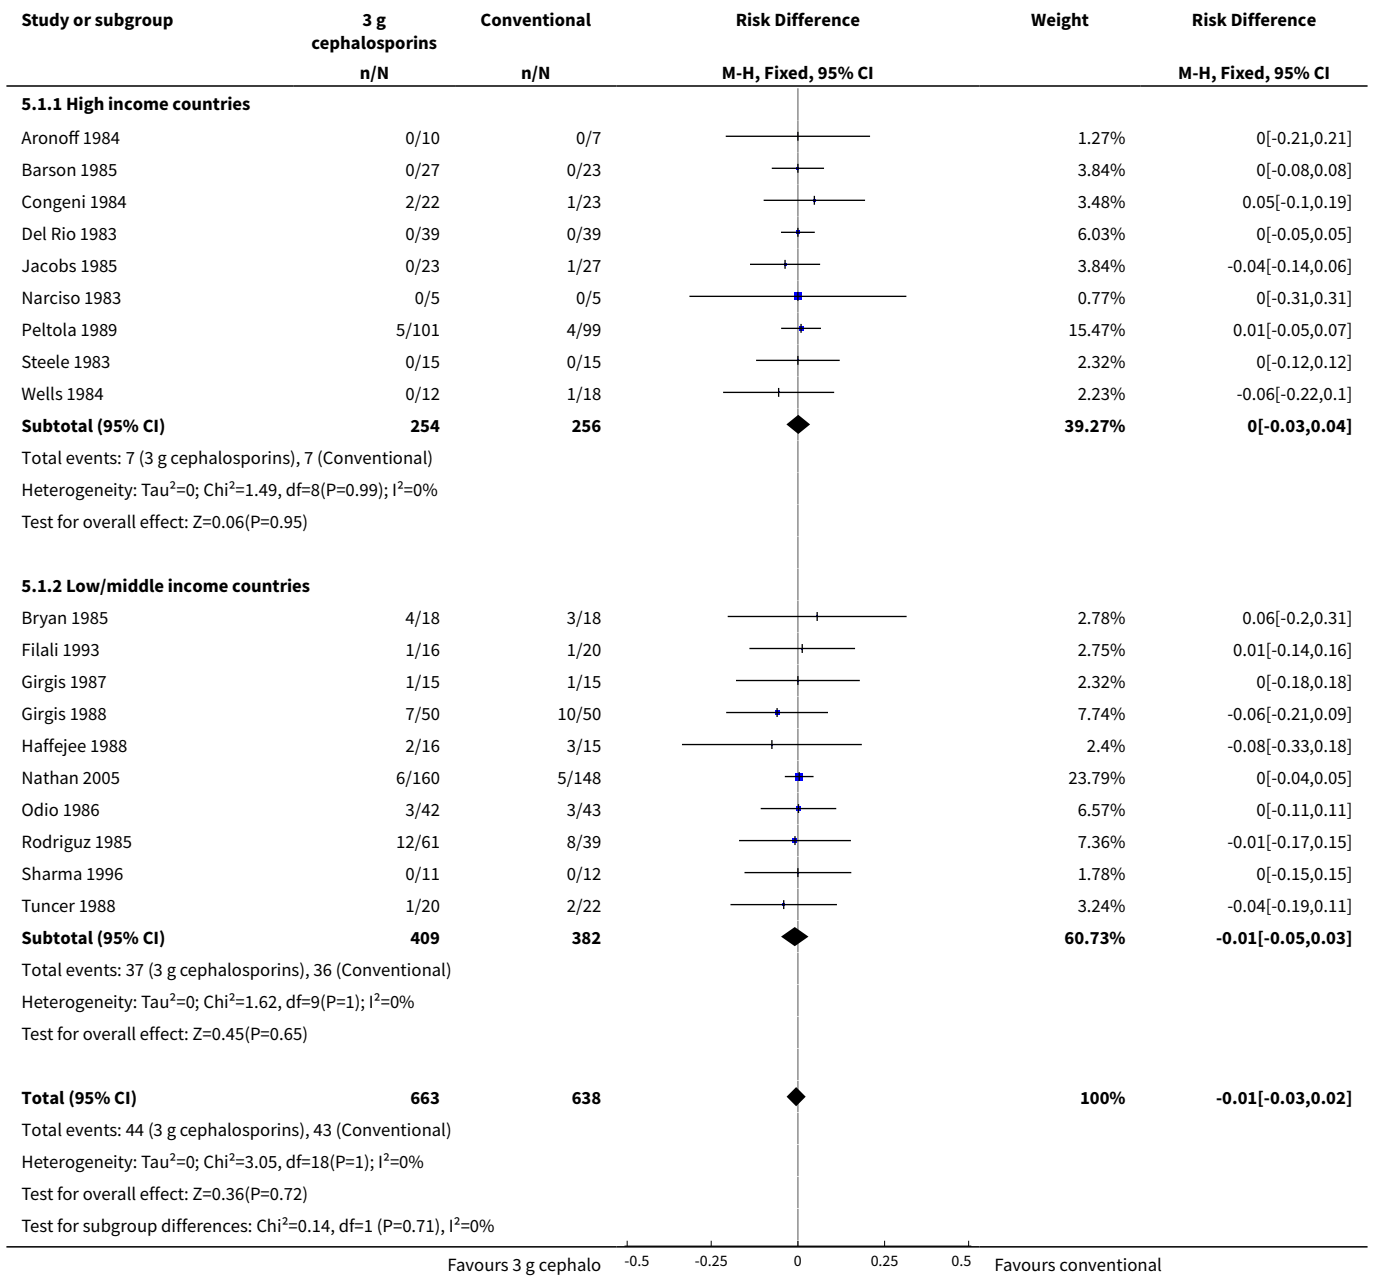 Study or subgroup 3 g cephalosporins Conventional Risk Difference Weight Risk Difference
n/N n/N M-H, Fixed, 95% CI M-H, Fixed, 95% CI
5.1.1 High income countries
Aronoff 1984 0/10 0/7 1.27% 0[-0.21,0.21]
Barson 1985 0/27 0/23 3.84% 0[-0.08,0.08]
Congeni 1984 2/22 1/23 3.48% 0.05[-0.1,0.19]
Del Rio 1983 0/39 0/39 6.03% 0[-0.05,0.05]
Jacobs 1985 0/23 1/27 3.84% -0.04[-0.14,0.06]
Narciso 1983 0/5 0/5 0.77% 0[-0.31,0.31]
Peltola 1989 5/101 4/99 15.47% 0.01[-0.05,0.07]
Steele 1983 0/15 0/15 2.32% 0[-0.12,0.12]
Wells 1984 0/12 1/18 2.23% -0.06[-0.22,0.1]
Subtotal (95% CI) 254 256 39.27% 0[-0.03,0.04]
Total events: 7 (3 g cephalosporins), 7 (Conventional)
Heterogeneity: Tau²=0; Chi²=1.49, df=8(P=0.99); I²=0%
Test for overall effect: Z=0.06(P=0.95)
5.1.2 Low/middle income countries
Bryan 1985 4/18 3/18 2.78% 0.06[-0.2,0.31]
Filali 1993 1/16 1/20 2.75% 0.01[-0.14,0.16]
Girgis 1987 1/15 1/15 2.32% 0[-0.18,0.18]
Girgis 1988 7/50 10/50 7.74% -0.06[-0.21,0.09]
Haffejee 1988 2/16 3/15 2.4% -0.08[-0.33,0.18]
Nathan 2005 6/160 5/148 23.79% 0[-0.04,0.05]
Odio 1986 3/42 3/43 6.57% 0[-0.11,0.11]
Rodriguz 1985 12/61 8/39 7.36% -0.01[-0.17,0.15]
Sharma 1996 0/11 0/12 1.78% 0[-0.15,0.15]
Tuncer 1988 1/20 2/22 3.24% -0.04[-0.19,0.11]
Subtotal (95% CI) 409 382 60.73% -0.01[-0.05,0.03]
Total events: 37 (3 g cephalosporins), 36 (Conventional)
Heterogeneity: Tau²=0; Chi²=1.62, df=9(P=1); I²=0%
Test for overall effect: Z=0.45(P=0.65)
Total (95% CI) 663 638 100% -0.01[-0.03,0.02]
Total events: 44 (3 g cephalosporins), 43 (Conventional)
Heterogeneity: Tau²=0; Chi²=3.05, df=18(P=1); I²=0%
Test for overall effect: Z=0.36(P=0.72)
Test for subgroup differences: Chi²=0.14, df=1 (P=0.71), I²=0%
Favours 3 g cephalo -0.5 -0.25 0 0.25 0.5 Favours conventional